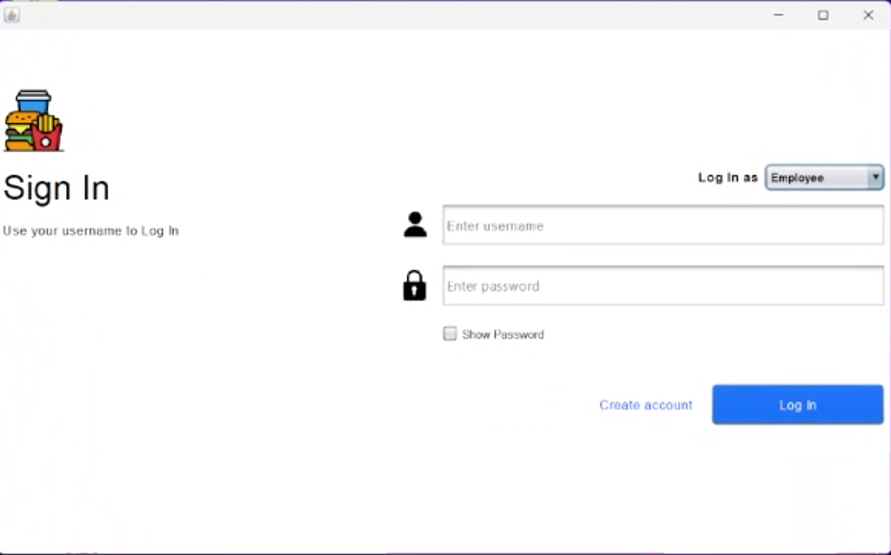 Sign In
Use your username to Log In
Log In as Employee
Enter username
Enter password
Show Password
Create account
Log In